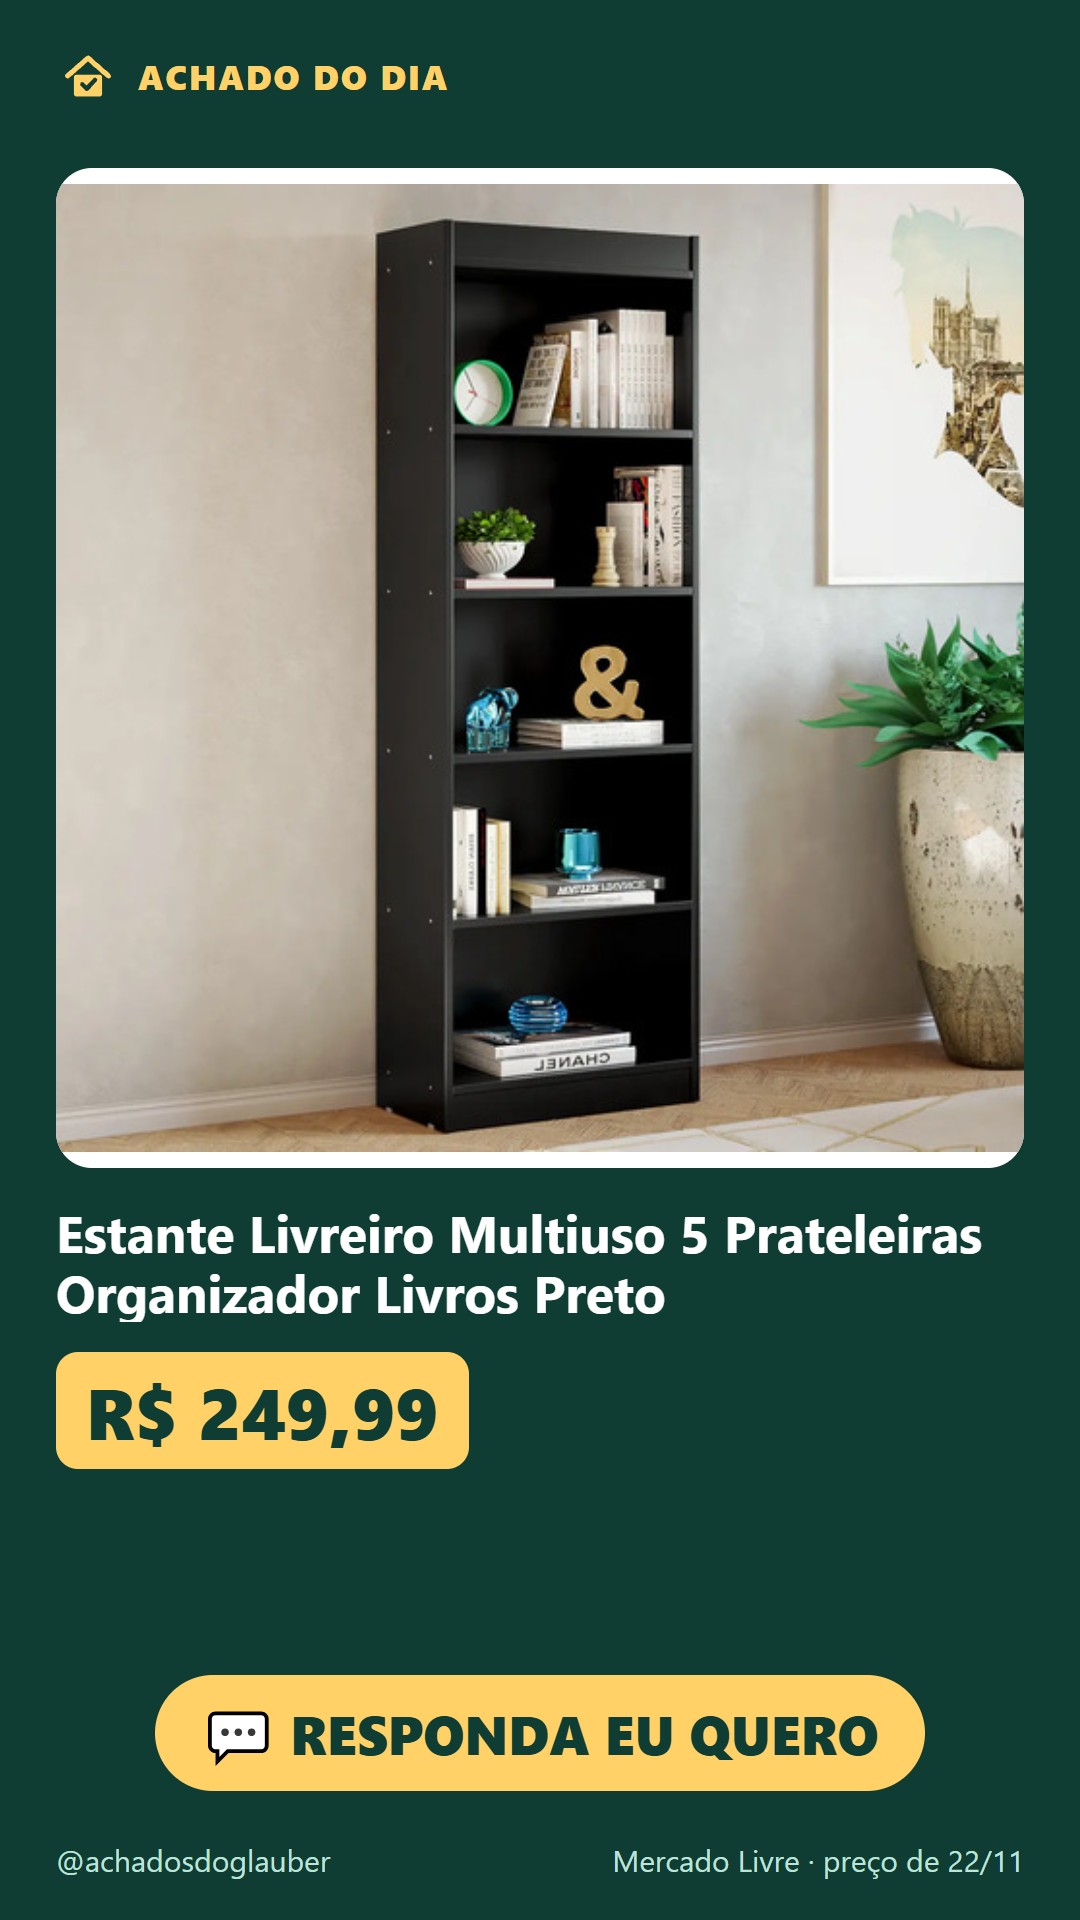 ACHADO DO DIA
CHANEL
Estante Livreiro Multiuso 5 Prateleiras
Organizador Livros Preto
R$ 249,99
RESPONDA EU QUERO
@achadosdoglauber
Mercado Livre · preço de 22/11